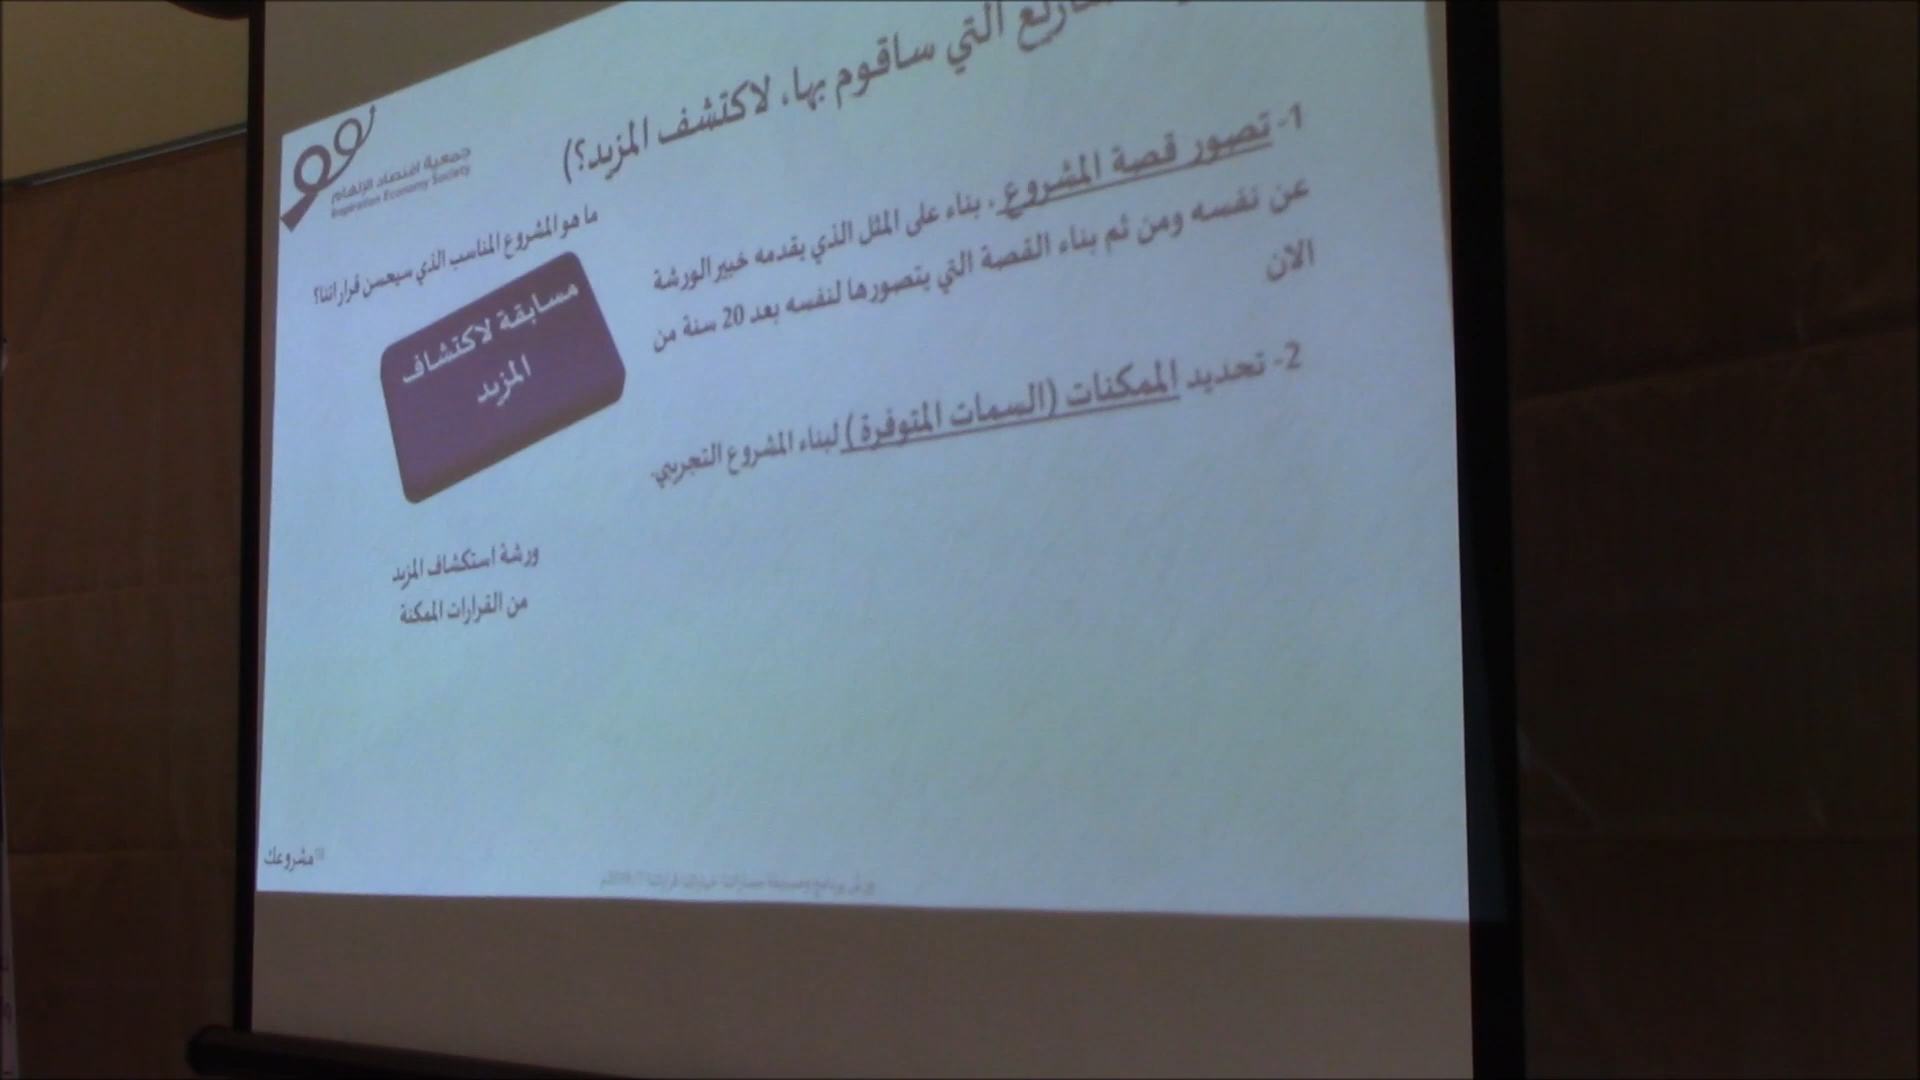 التي ساقوم بها، لاكتشف المزيد؟)
جمعية اقتصاد الإلهام
Inspiration Economy Society
1- تصور قصة المشروع . بناء على المثل الذي يقدمه خبير الورشة
عن نفسه ومن ثم بناء القصة التي يتصورها لنفسه بعد 20 سنة من
الان
2- تحديد الممكنات (السمات المتوفرة) لبناء المشروع التجريبي
ما هو المشروع المناسب الذي سيحسن قراراتنا؟
مسابقة لاكتشاف
المزيد
ورشة استكشاف المزيد
من القرارات الممكنة
مشروعك